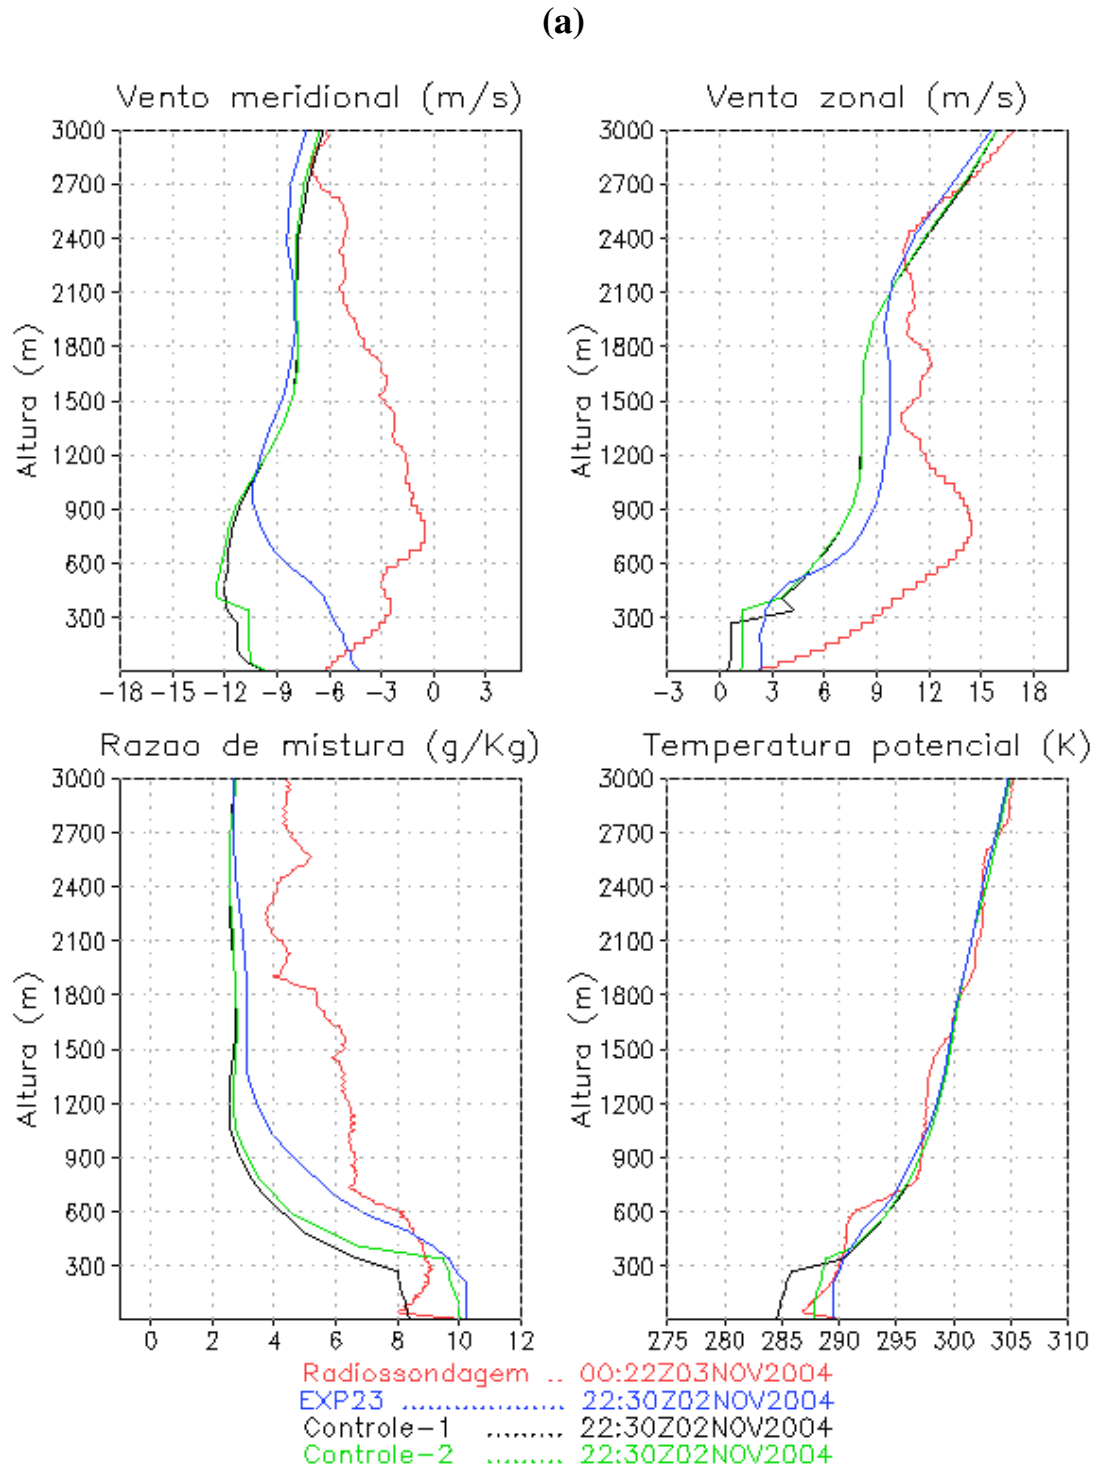 (a)
Vento meridional (m/s)
Vento zonal (m/s)
3000
2700
2400
2100
1800
1500
1200
900
600
300
Altura (m)
-18 -15 -12 -9 -6 -3 0 3
3000
2700
2400
2100
1800
1500
1200
900
600
300
Altura (m)
-3 0 3 6 9 12 15 18
Razao de mistura (g/Kg)
Temperatura potencial (K)
3000
2700
2400
2100
1800
1500
1200
900
600
300
Altura (m)
0 2 4 6 8 10 12
3000
2700
2400
2100
1800
1500
1200
900
600
300
Altura (m)
275 280 285 290 295 300 305 310
Radiossondagem .. 00:22Z03NOV2004
EXP23 ................... 22:30Z02NOV2004
Controle-1 ......... 22:30Z02NOV2004
Controle-2 ......... 22:30Z02NOV2004